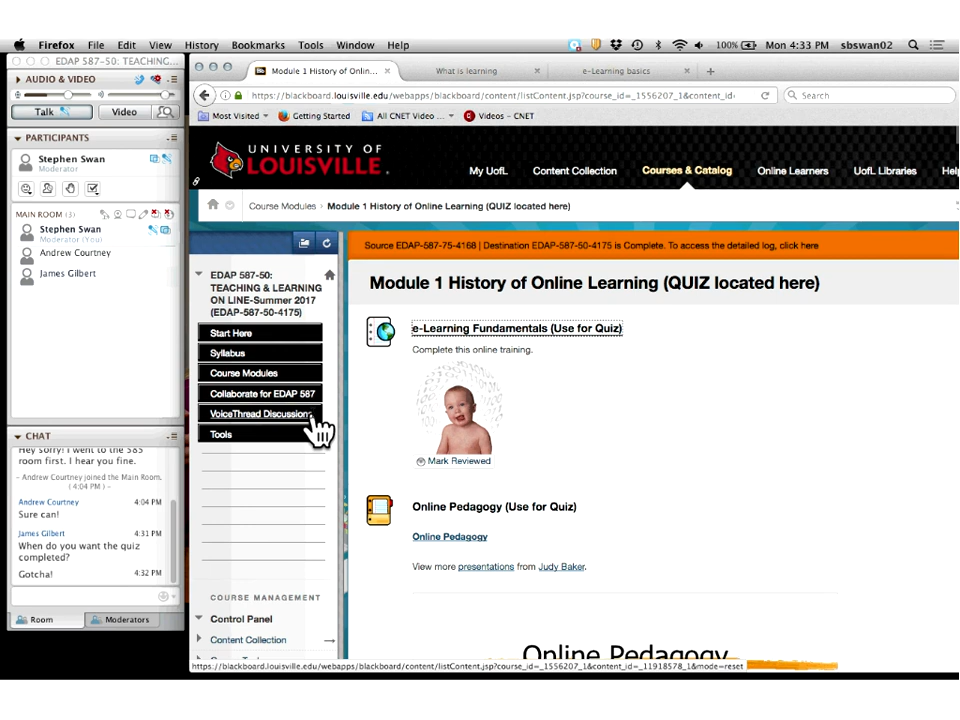 Firefox File Edit View History Bookmarks Tools Window Help
100% Mon 4:33 PM sbswan02
EDAP 587-50: TEACHING...
AUDIO & VIDEO
Talk Video
PARTICIPANTS
Stephen Swan
Moderator
MAIN ROOM (3)
Stephen Swan
Moderator (You)
Andrew Courtney
James Gilbert
CHAT
Hey sorry! I went to the 585
room first. I hear you fine.
- Andrew Courtney joined the Main Room.
( 4:04 PM ) -
Andrew Courtney 4:04 PM
Sure can!
James Gilbert 4:31 PM
When do you want the quiz
completed?
Gotcha! 4:32 PM
Room Moderators
Module 1 History of Onlin... What is learning e-Learning basics
https://blackboard.louisville.edu/webapps/blackboard/content/listContent.jsp?course_id=_1556207_1&content_id- Search
Most Visited Getting Started All CNET Video ... Videos - CNET
UNIVERSITY OF
LOUISVILLE.
My UofL Content Collection Courses & Catalog Online Learners UofL Libraries Help
Course Modules > Module 1 History of Online Learning (QUIZ located here)
EDAP 587-50:
TEACHING & LEARNING
ON LINE-Summer 2017
(EDAP-587-50-4175)
Start Here
Syllabus
Course Modules
Collaborate for EDAP 587
VoiceThread Discussions
Tools
COURSE MANAGEMENT
Control Panel
Content Collection
Source EDAP-587-75-4168 | Destination EDAP-587-50-4175 is Complete. To access the detailed log, click here
Module 1 History of Online Learning (QUIZ located here)
e-Learning Fundamentals (Use for Quiz)
Complete this online training.
Mark Reviewed
Online Pedagogy (Use for Quiz)
Online Pedagogy
View more presentations from Judy Baker.
Online Pedagogy
https://blackboard.louisville.edu/webapps/blackboard/content/listContent.jsp?course_id=_1556207_1&content_id=_11918578_1&mode=reset